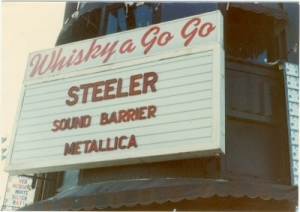 Whisky a Go Go
STEELER
SOUND BARRIER
METALLICA